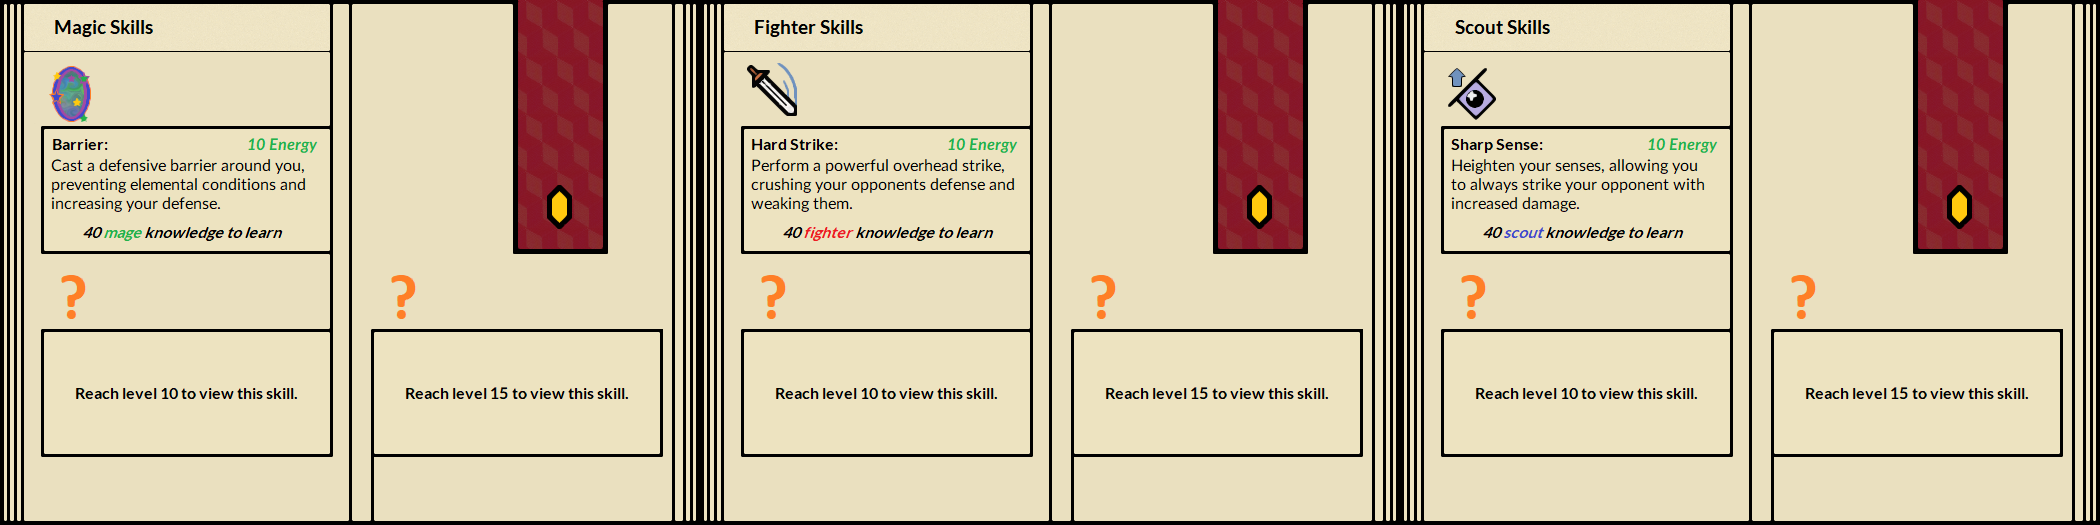 Magic Skills
Barrier: 10 Energy
Cast a defensive barrier around you,
preventing elemental conditions and
increasing your defense.
40 mage knowledge to learn
?
Reach level 10 to view this skill.
?
Reach level 15 to view this skill.
Fighter Skills
Hard Strike: 10 Energy
Perform a powerful overhead strike,
crushing your opponents defense and
weaking them.
40 fighter knowledge to learn
?
Reach level 10 to view this skill.
?
Reach level 15 to view this skill.
Scout Skills
Sharp Sense: 10 Energy
Heighten your senses, allowing you
to always strike your opponent with
increased damage.
40 scout knowledge to learn
?
Reach level 10 to view this skill.
?
Reach level 15 to view this skill.